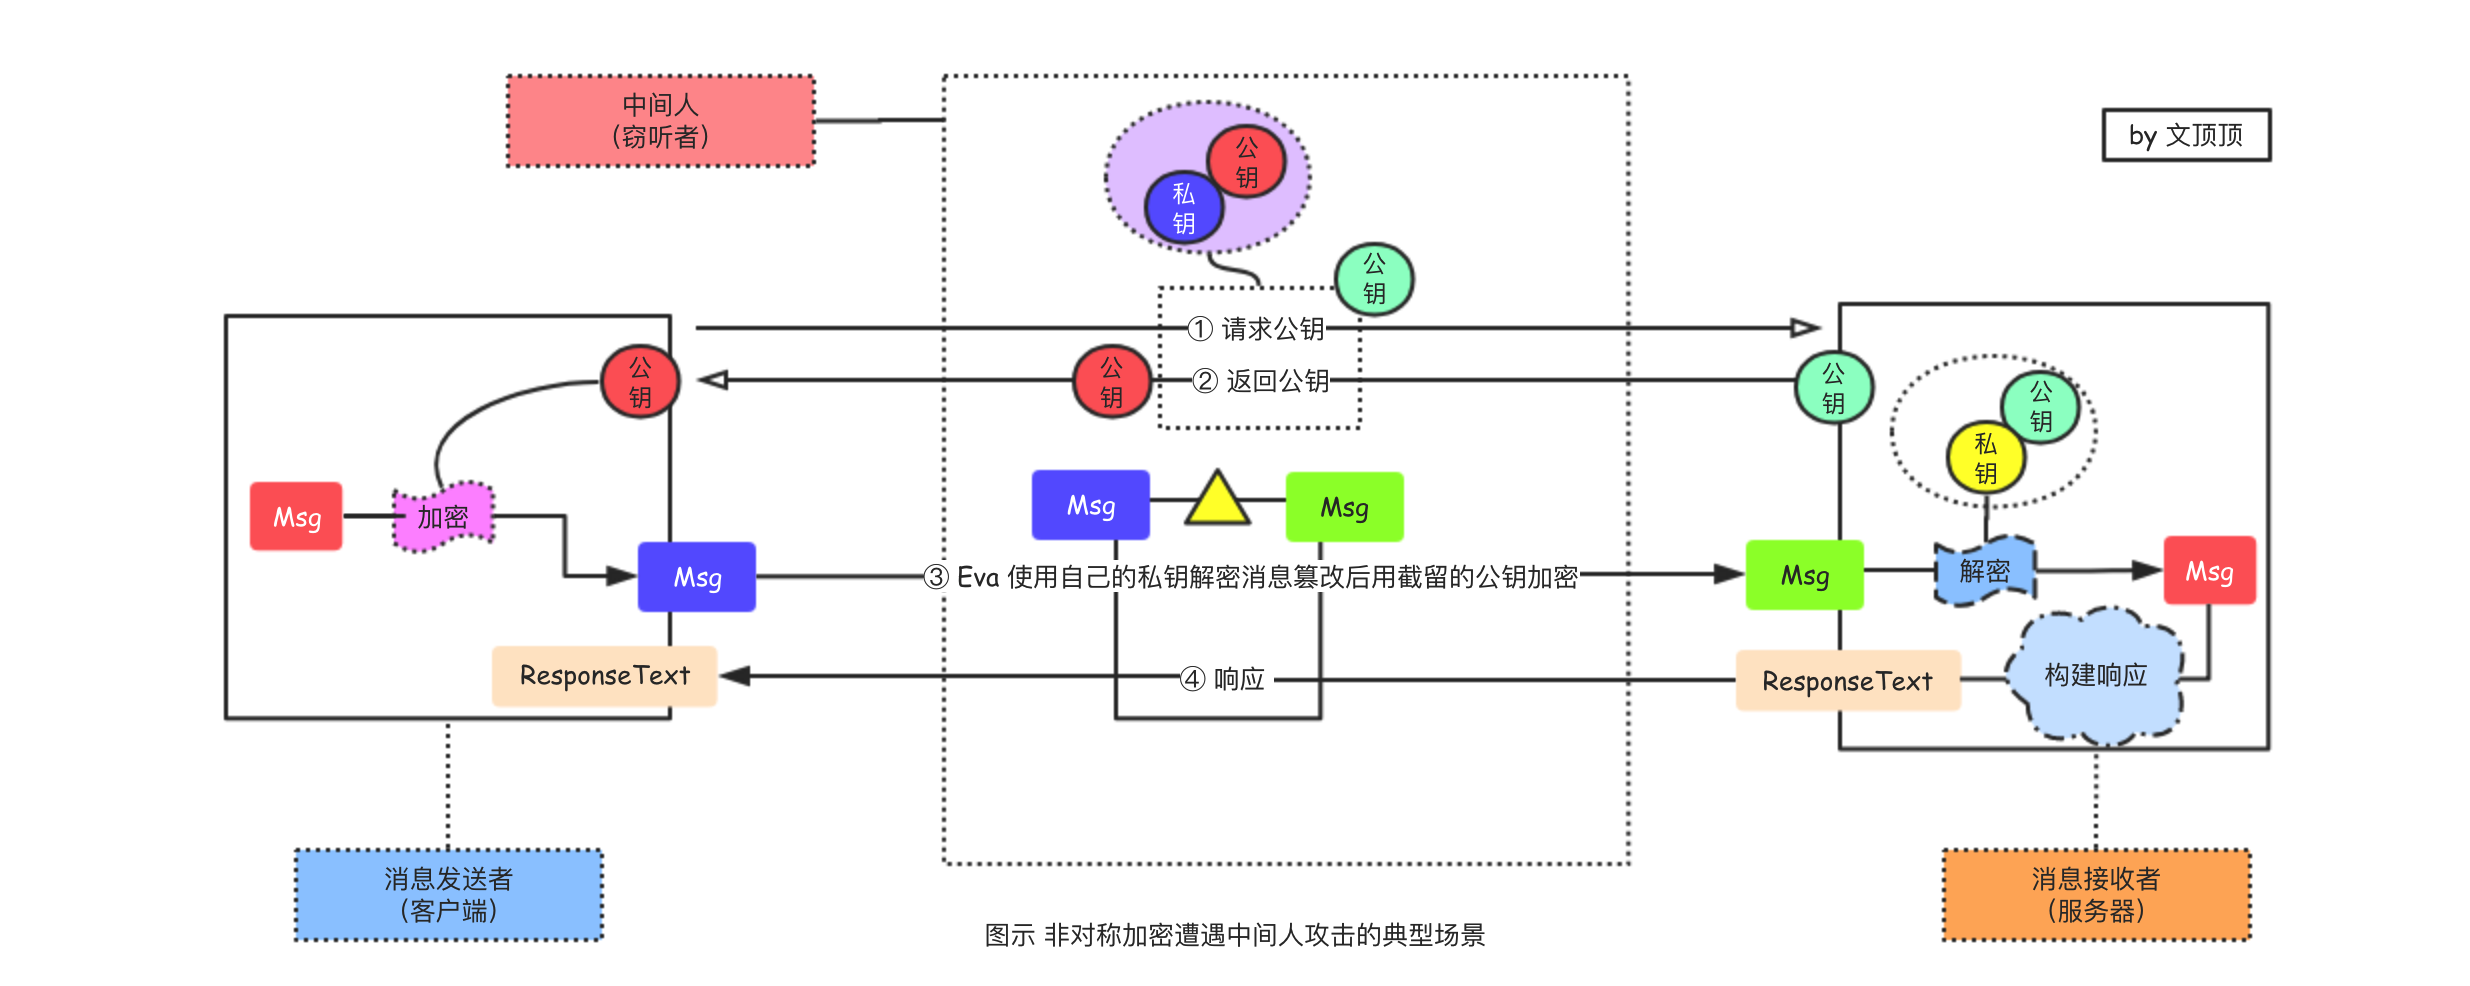 中间人
(窃听者)
by 文顶顶
公
钥
私
钥
公
钥
① 请求公钥
公
钥
公
钥
② 返回公钥
公
钥
公
钥
私
钥
Msg
加密
Msg
Msg
Msg
③ Eva 使用自己的私钥解密消息篡改后用截留的公钥加密
Msg
解密
Msg
ResponseText
④ 响应
ResponseText
构建响应
消息发送者
(客户端)
消息接收者
(服务器)
图示 非对称加密遭遇中间人攻击的典型场景